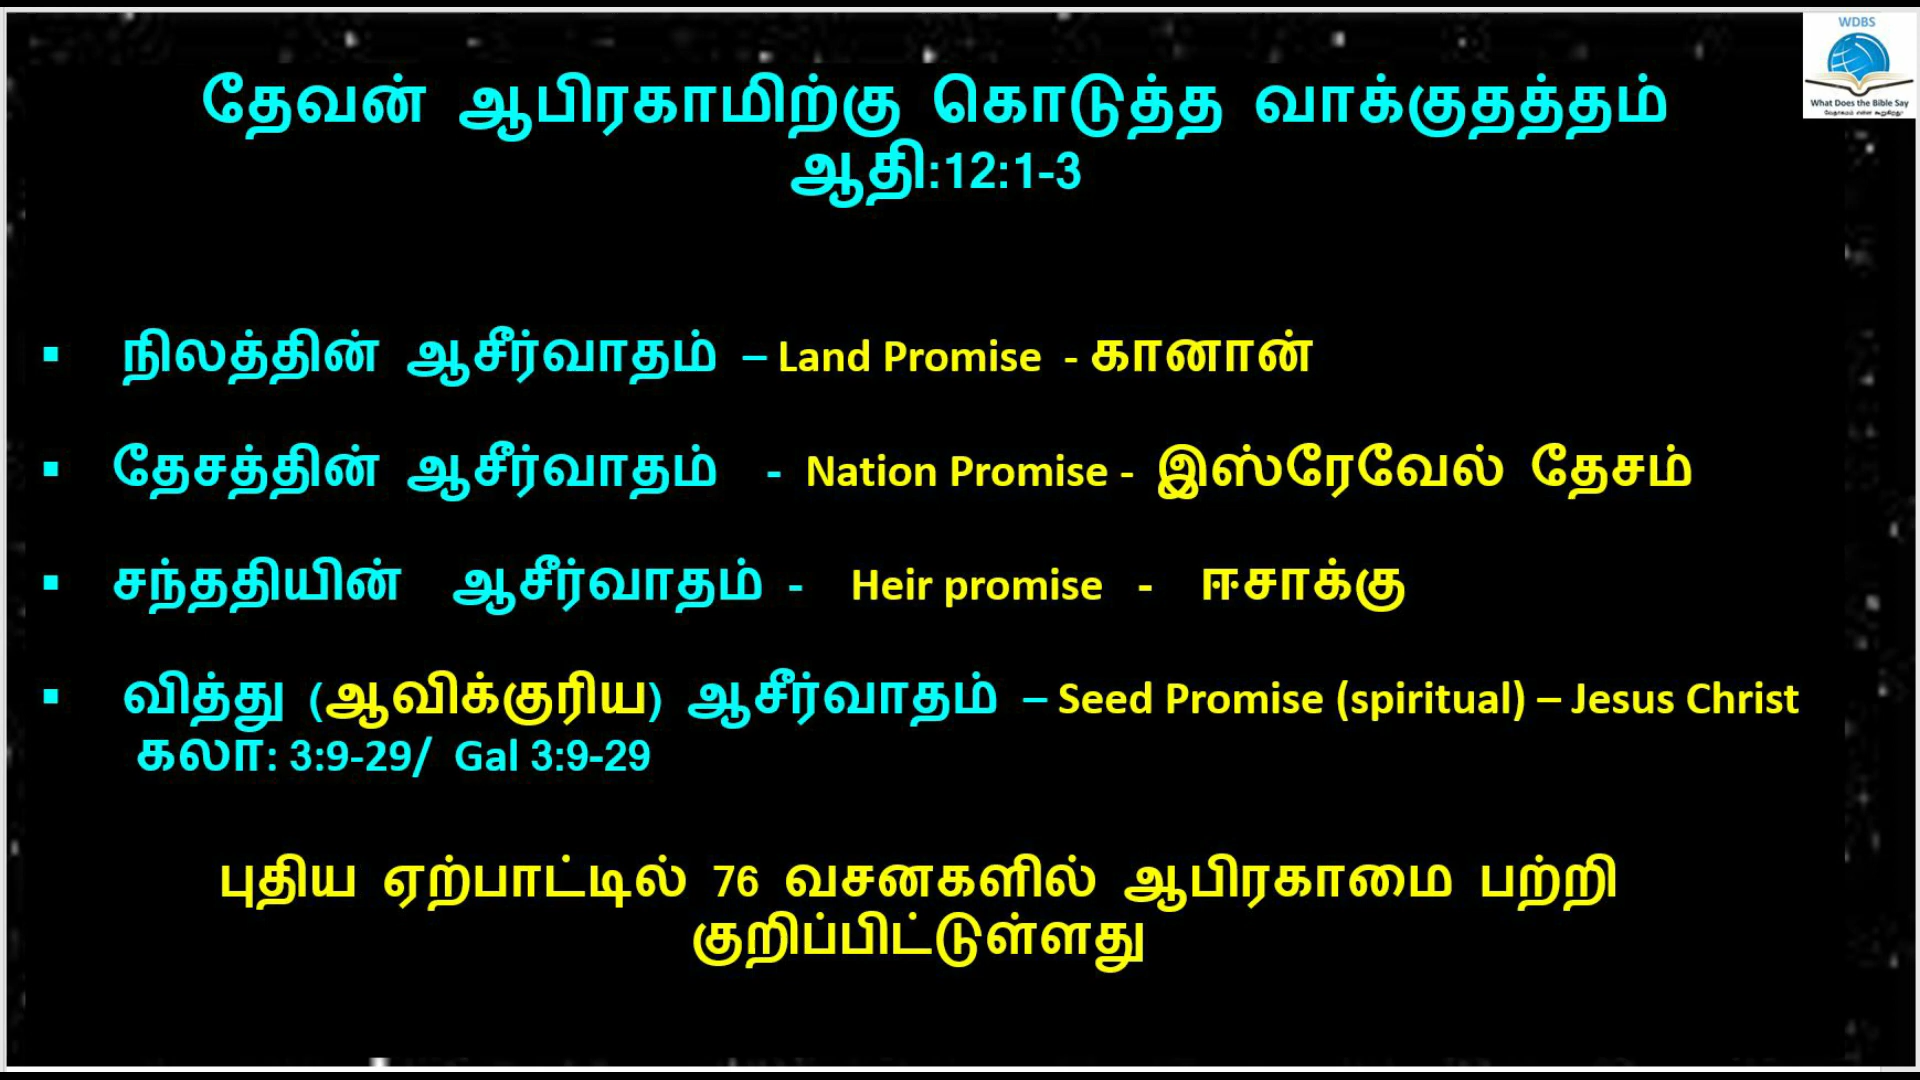 WDBS
What Does the Bible Say
தேவன் ஆபிரகாமிற்கு கொடுத்த வாக்குதத்தம்
ஆதி:12:1-3
▪ நிலத்தின் ஆசீர்வாதம் – Land Promise - கானான்
▪ தேசத்தின் ஆசீர்வாதம் - Nation Promise - இஸ்ரேவேல் தேசம்
▪ சந்ததியின் ஆசீர்வாதம் - Heir promise - ஈசாக்கு
▪ வித்து (ஆவிக்குரிய) ஆசீர்வாதம் – Seed Promise (spiritual) – Jesus Christ
கலா: 3:9-29/ Gal 3:9-29
புதிய ஏற்பாட்டில் 76 வசனகளில் ஆபிரகாமை பற்றி
குறிப்பிட்டுள்ளது